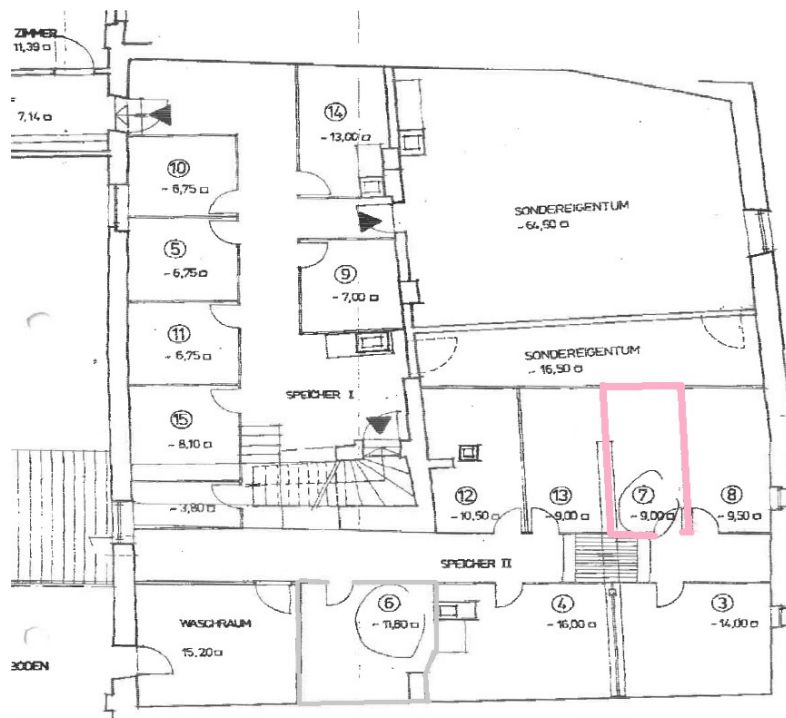 ZIMMER
11,39 □
7,14 □
14
~ 13,00 □
10
~ 6,75 □
SONDEREIGENTUM
~ 64,50 □
5
~ 6,75 □
9
~ 7,00 □
11
~ 6,75 □
SONDEREIGENTUM
~ 16,50 □
SPEICHER I
15
~ 8,10 □
12
~ 10,50 □
13
~ 9,00 □
7
~ 9,00 □
8
~ 9,50 □
~ 3,80 □
SPEICHER II
WASCHRAUM
15,20 □
6
~ 11,80 □
4
~ 16,00 □
3
~ 14,00 □
BODEN